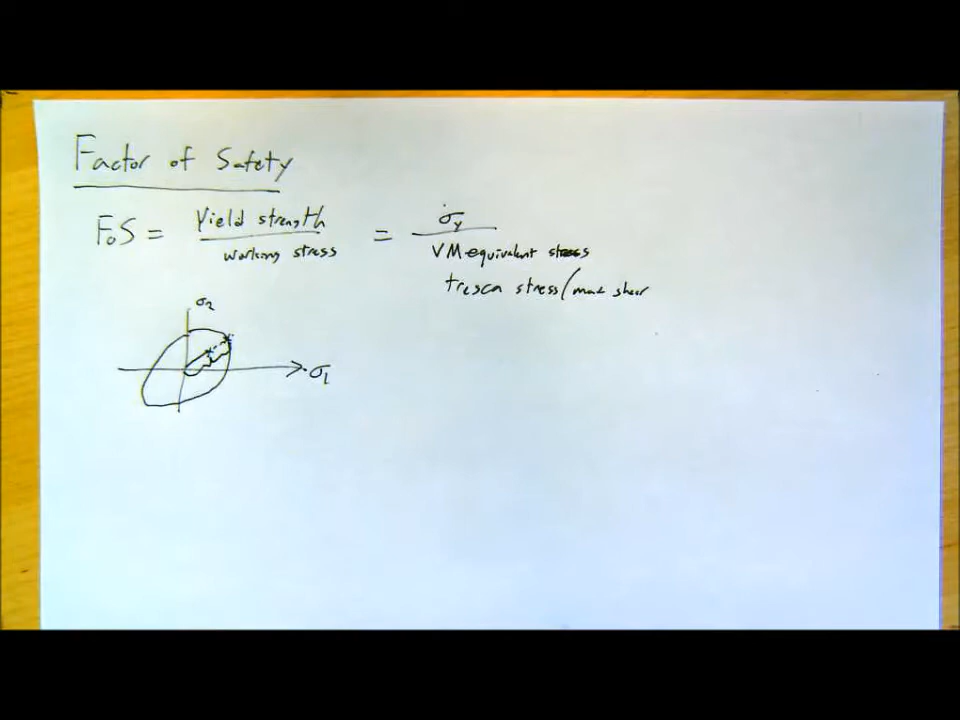 Factor of Safety
FoS = Yield strength / working stress = σy / VM equivalent stress
tresca stress/max shear
σ2
σ1